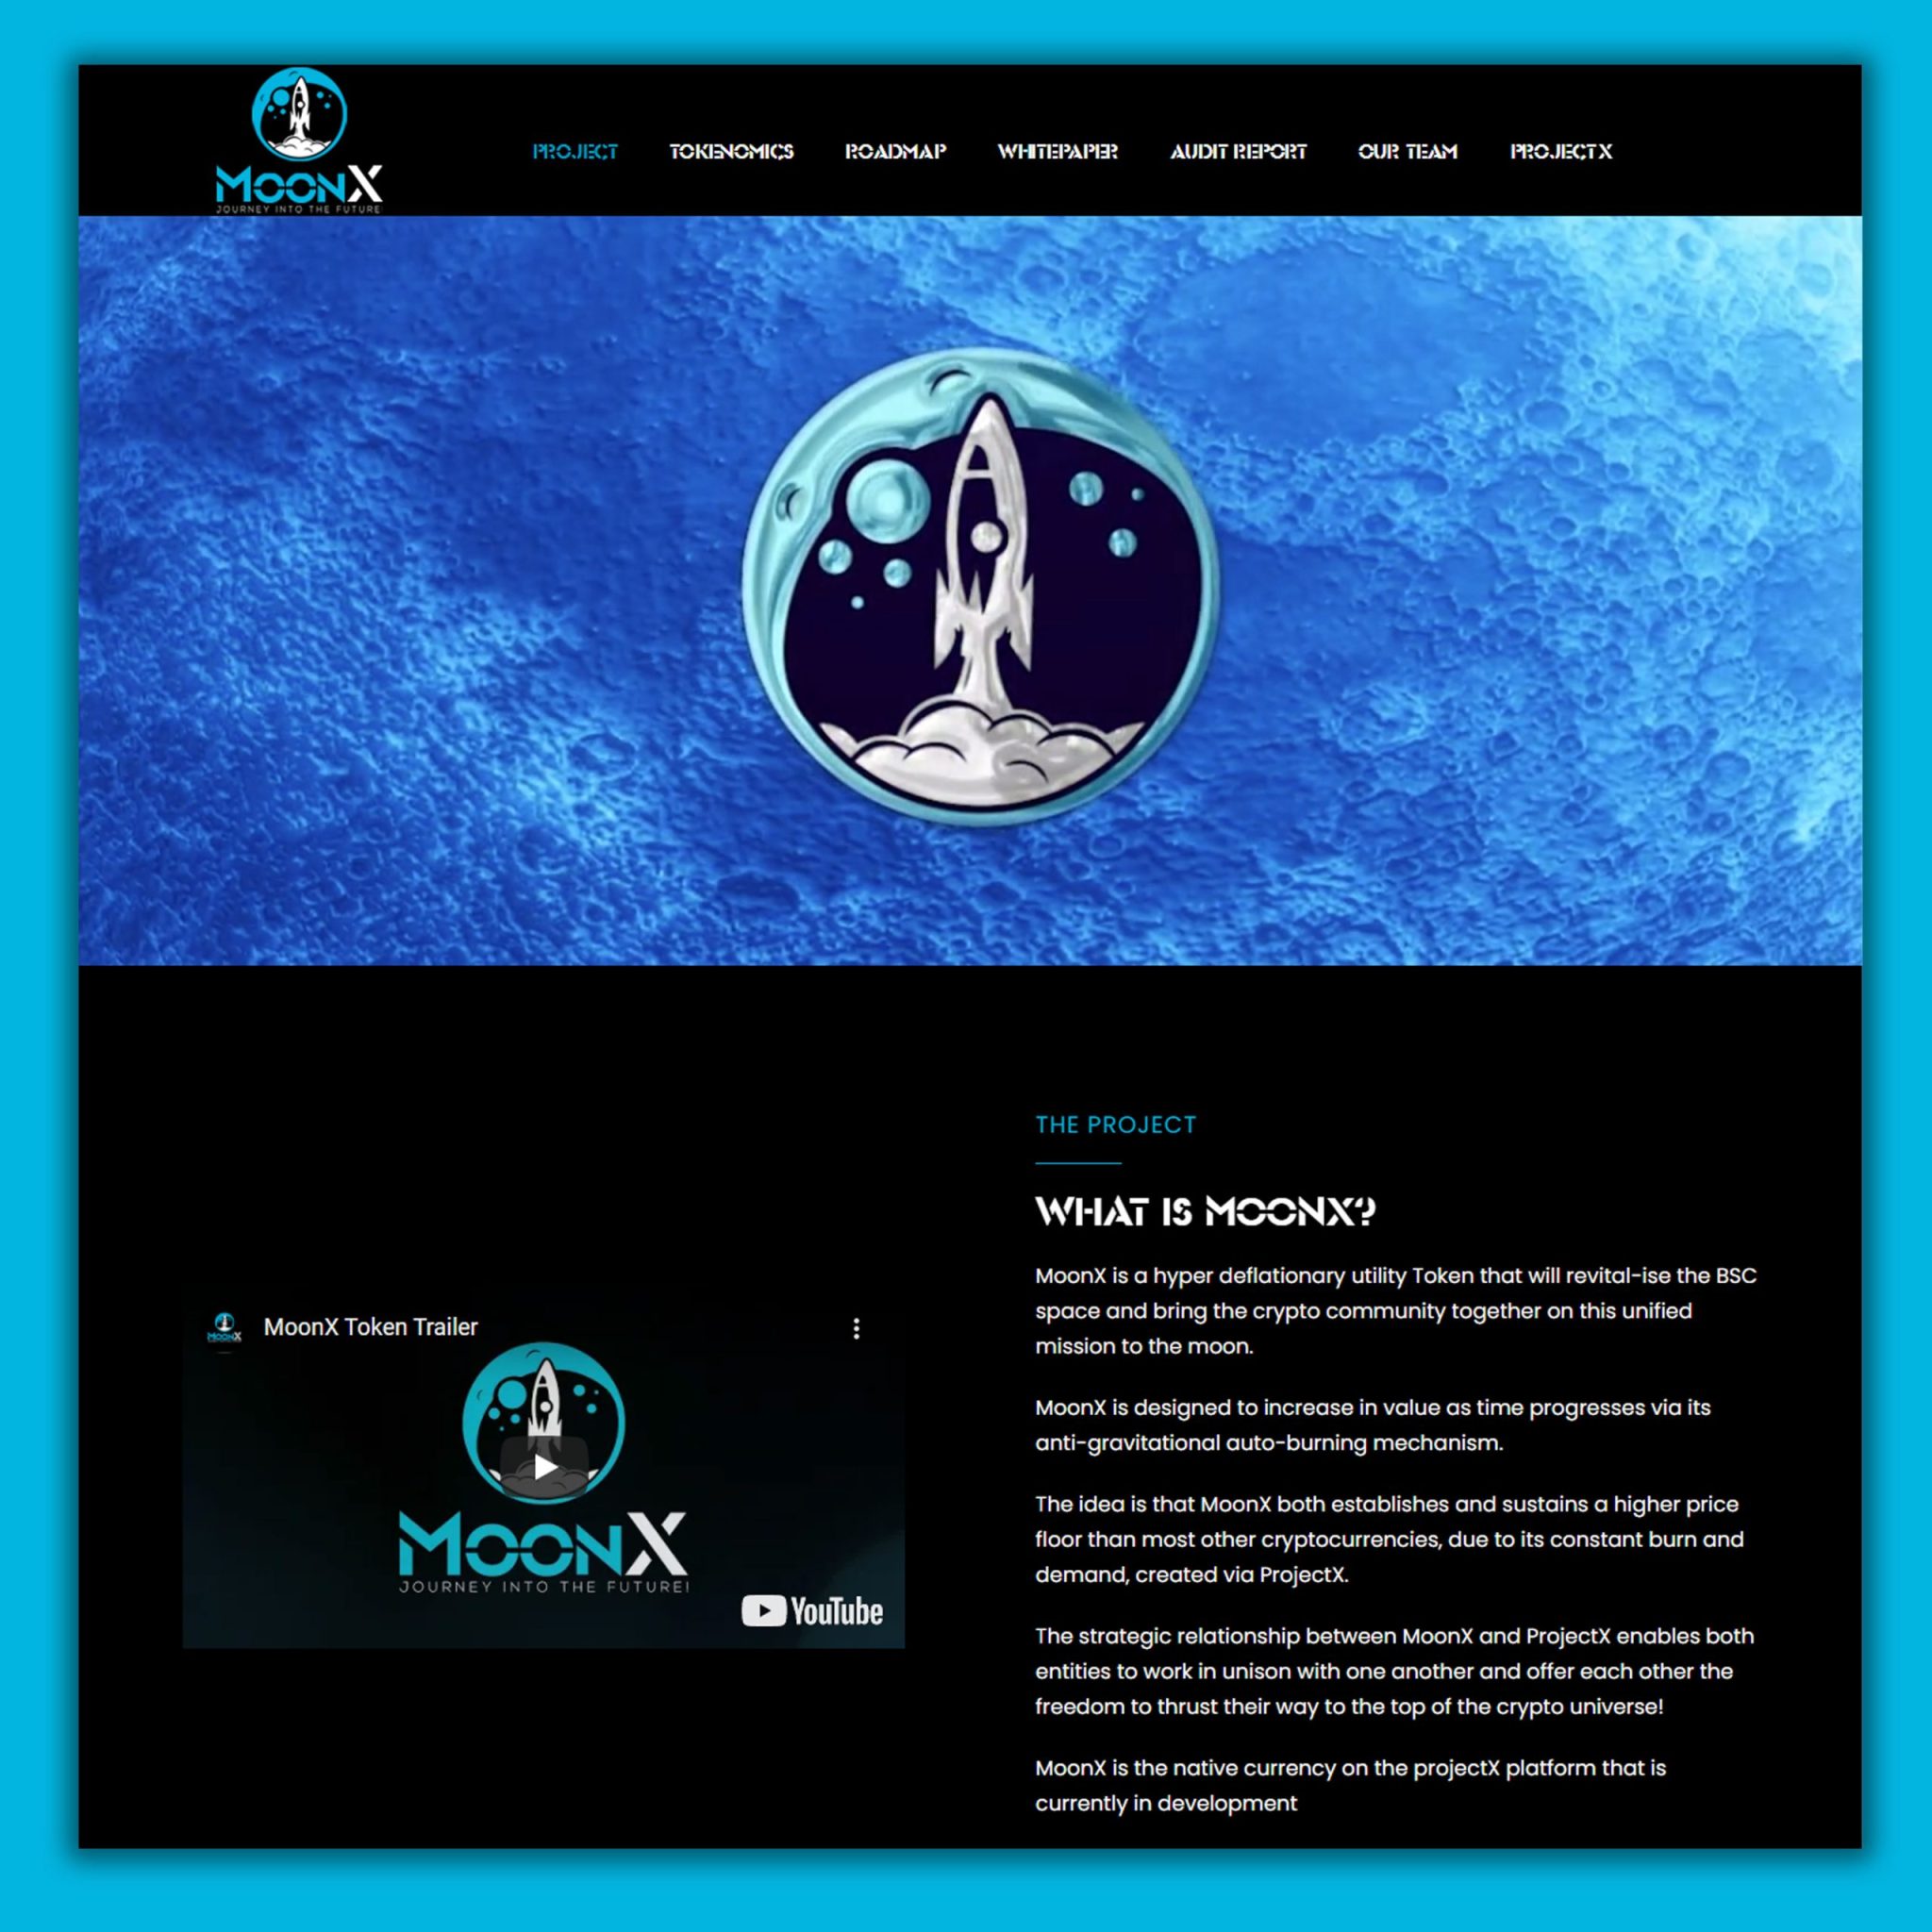 MOONX
JOURNEY INTO THE FUTURE
PROJECT
TOKENOMICS
ROADMAP
WHITEPAPER
AUDIT REPORT
OUR TEAM
PROJECTX
THE PROJECT
WHAT IS MOONX?
MoonX is a hyper deflationary utility Token that will revital-ise the BSC
space and bring the crypto community together on this unified
mission to the moon.
MoonX is designed to increase in value as time progresses via its
anti-gravitational auto-burning mechanism.
The idea is that MoonX both establishes and sustains a higher price
floor than most other cryptocurrencies, due to its constant burn and
demand, created via ProjectX.
The strategic relationship between MoonX and ProjectX enables both
entities to work in unison with one another and offer each other the
freedom to thrust their way to the top of the crypto universe!
MoonX is the native currency on the projectX platform that is
currently in development
MOONX
MoonX Token Trailer
MOONX
JOURNEY INTO THE FUTURE!
YouTube